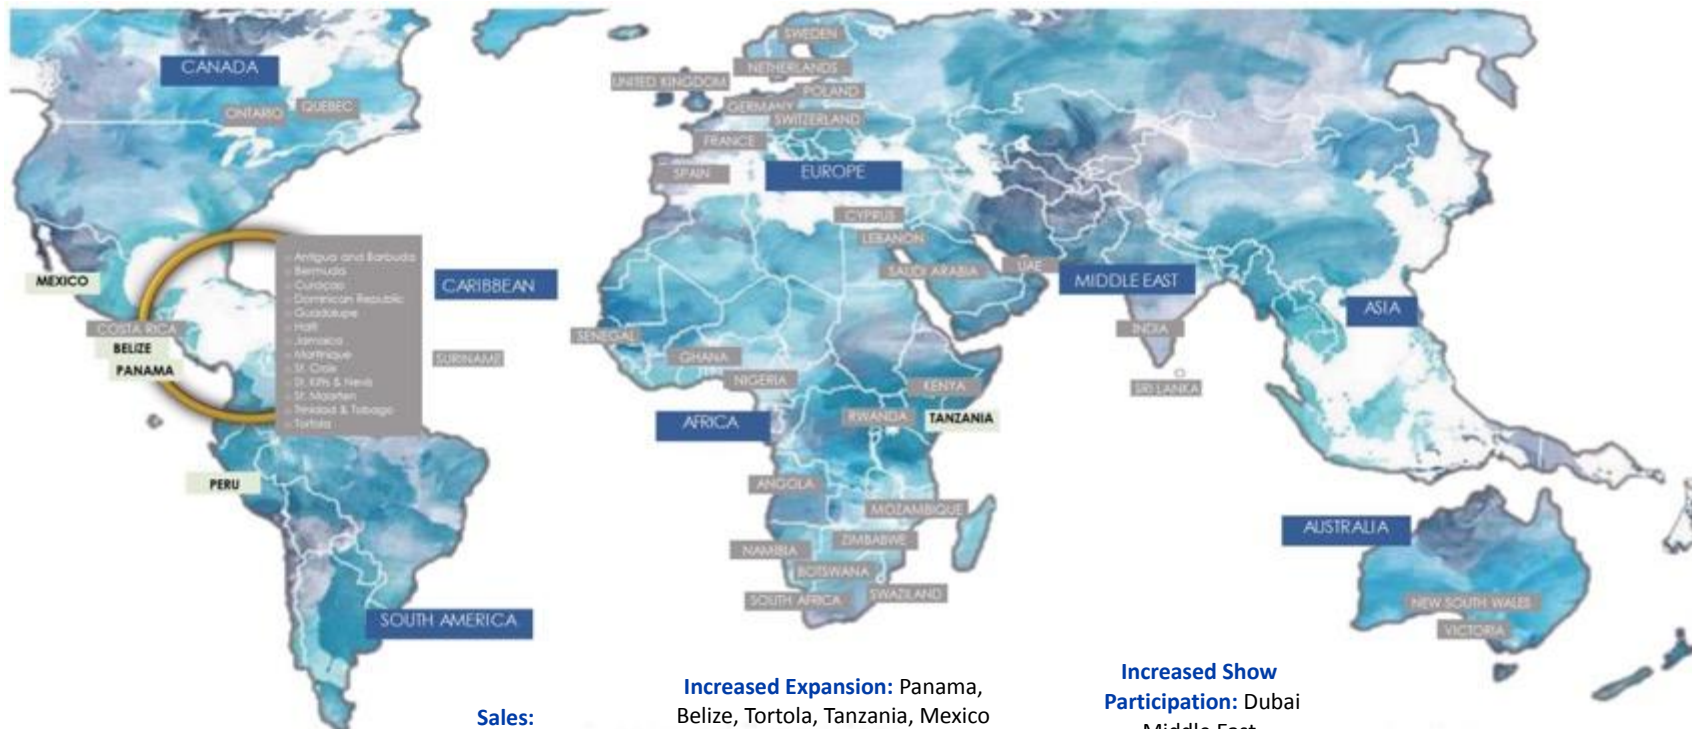 CANADA
ONTARIO
QUEBEC
MEXICO
COSTA RICA
BELIZE
PANAMA
Antigua and Barbuda
Bermuda
Curaçao
Dominican Republic
Guadalupe
Haiti
Jamaica
Martinique
St. Croix
St. Kitts & Nevis
St. Maarten
Trinidad & Tobago
Tortola
CARIBBEAN
SURINAME
PERU
SOUTH AMERICA
SWEDEN
NETHERLANDS
UNITED KINGDOM
POLAND
GERMANY
SWITZERLAND
FRANCE
SPAIN
EUROPE
CYPRUS
LEBANON
SAUDI ARABIA
UAE
MIDDLE EAST
INDIA
SRI LANKA
ASIA
SENEGAL
GHANA
NIGERIA
KENYA
RWANDA
TANZANIA
AFRICA
ANGOLA
MOZAMBIQUE
ZIMBABWE
NAMIBIA
BOTSWANA
SOUTH AFRICA
SWAZILAND
AUSTRALIA
NEW SOUTH WALES
VICTORIA
Sales:
Increased Expansion: Panama,
Belize, Tortola, Tanzania, Mexico
Increased Show
Participation: Dubai
Middle East